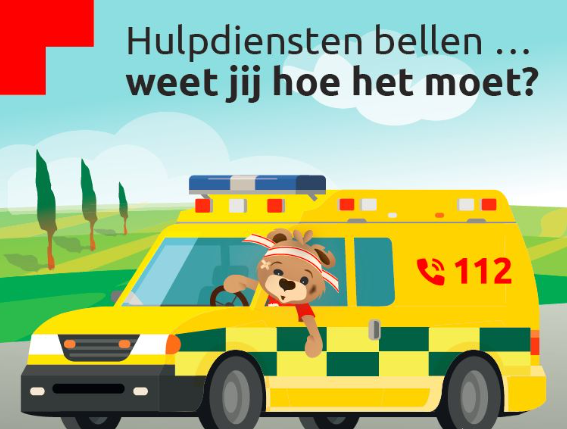 Hulpdiensten bellen ...
weet jij hoe het moet?
112